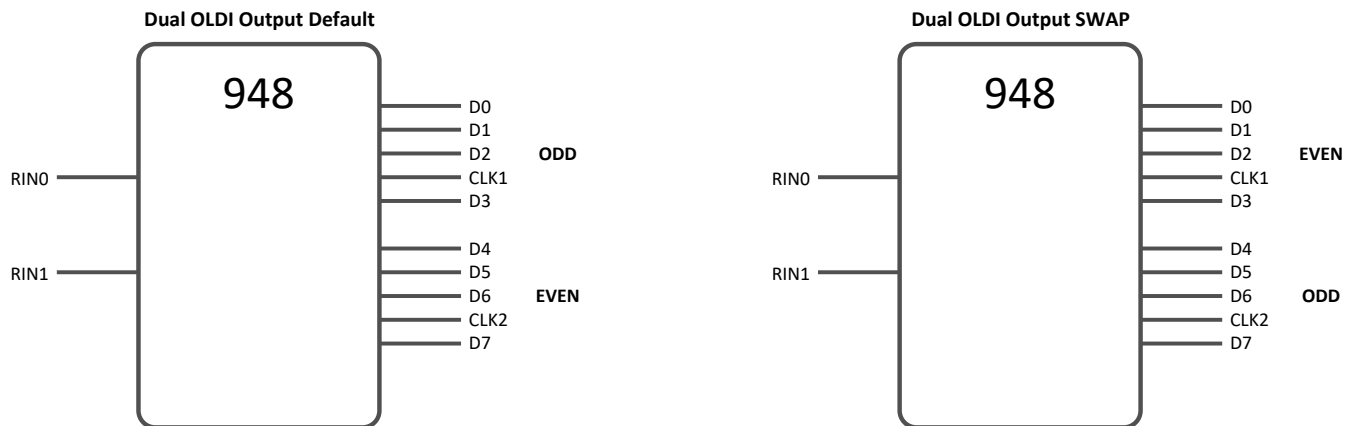 Dual OLDI Output Default
948
D0
D1
D2 ODD
RIN0
CLK1
D3
D4
RIN1
D5
D6 EVEN
CLK2
D7
Dual OLDI Output SWAP
948
D0
D1
D2 EVEN
RIN0
CLK1
D3
D4
RIN1
D5
D6 ODD
CLK2
D7